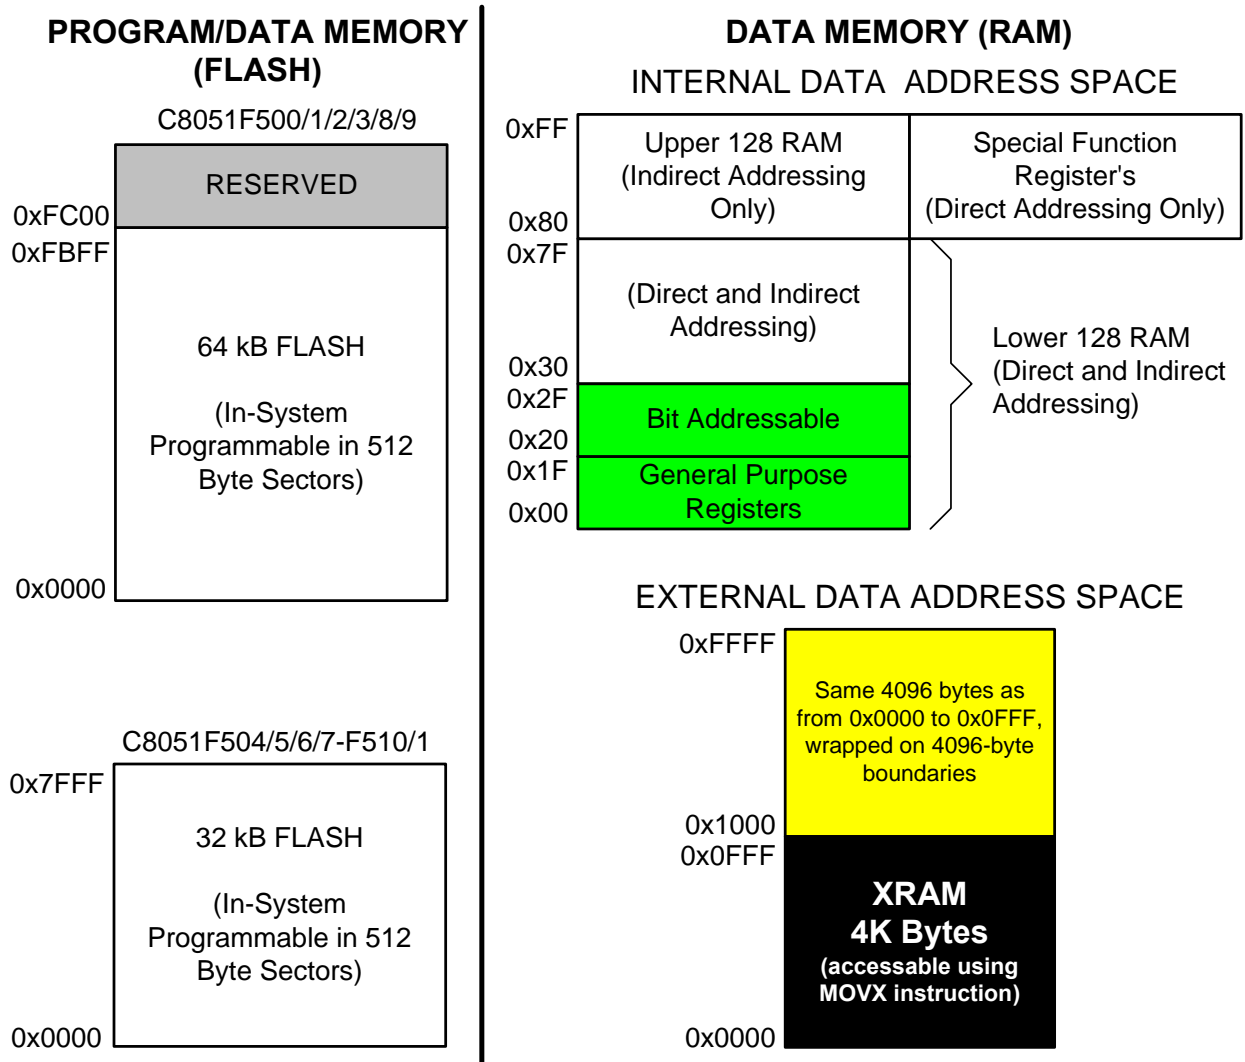 PROGRAM/DATA MEMORY
(FLASH)
C8051F500/1/2/3/8/9
RESERVED
0xFC00
0xFBFF
64 kB FLASH
(In-System
Programmable in 512
Byte Sectors)
0x0000
C8051F504/5/6/7-F510/1
0x7FFF
32 kB FLASH
(In-System
Programmable in 512
Byte Sectors)
0x0000
DATA MEMORY (RAM)
INTERNAL DATA ADDRESS SPACE
0xFF
Upper 128 RAM
(Indirect Addressing
Only)
0x80
Special Function
Register's
(Direct Addressing Only)
0x7F
(Direct and Indirect
Addressing)
0x30
0x2F
Bit Addressable
0x20
0x1F
General Purpose
Registers
0x00
Lower 128 RAM
(Direct and Indirect
Addressing)
EXTERNAL DATA ADDRESS SPACE
0xFFFF
Same 4096 bytes as
from 0x0000 to 0x0FFF,
wrapped on 4096-byte
boundaries
0x1000
0x0FFF
XRAM
4K Bytes
(accessable using
MOVX instruction)
0x0000